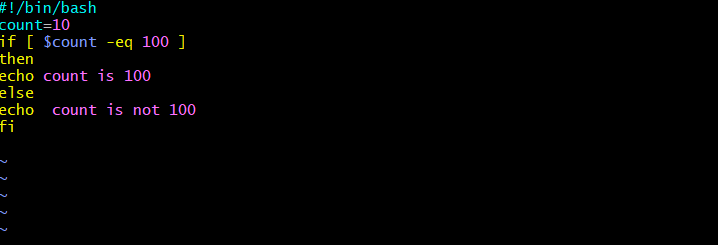 #!/bin/bash
count=10
if [ $count -eq 100 ]
then
echo count is 100
else
echo  count is not 100
fi
~
~
~
~
~